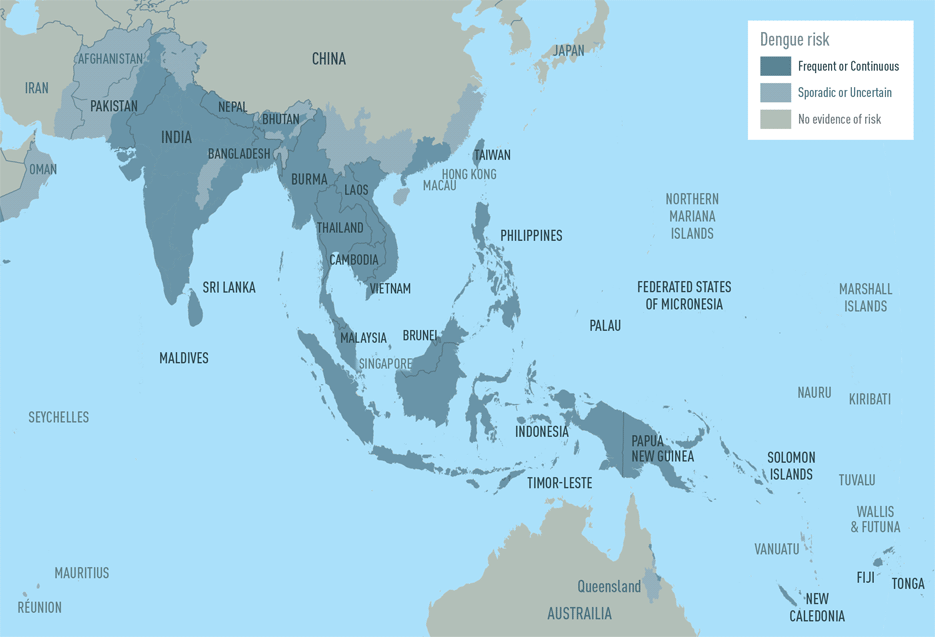 Dengue risk
Frequent or Continuous
Sporadic or Uncertain
No evidence of risk
JAPAN
CHINA
AFGHANISTAN
IRAN
PAKISTAN
NEPAL
BHUTAN
INDIA
BANGLADESH
TAIWAN
OMAN
HONG KONG
BURMA
MACAU
LAOS
NORTHERN
MARIANA
ISLANDS
THAILAND
PHILIPPINES
CAMBODIA
SRI LANKA
VIETNAM
FEDERATED STATES
OF MICRONESIA
MARSHALL
ISLANDS
PALAU
MALAYSIA
BRUNEI
MALDIVES
SINGAPORE
NAURU
KIRIBATI
SEYCHELLES
INDONESIA
PAPUA
NEW GUINEA
SOLOMON
ISLANDS
TIMOR-LESTE
TUVALU
WALLIS
& FUTUNA
VANUATU
MAURITIUS
FIJI
TONGA
Queensland
RÉUNION
NEW
CALEDONIA
AUSTRAILIA